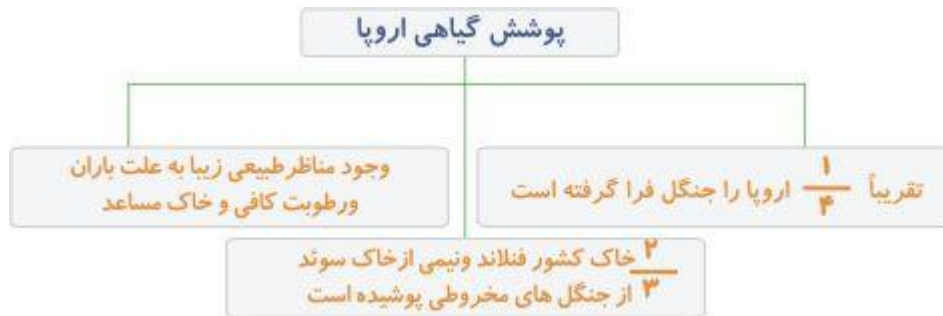 پوشش گیاهی اروپا
تقریباً ۱/۴ اروپا را جنگل فرا گرفته است
وجود مناظرطبیعی زیبا به علت باران
ورطوبت کافی و خاک مساعد
۲/۳ خاک کشور فنلاند ونیمی ازخاک سوئد
از جنگل های مخروطی پوشیده است